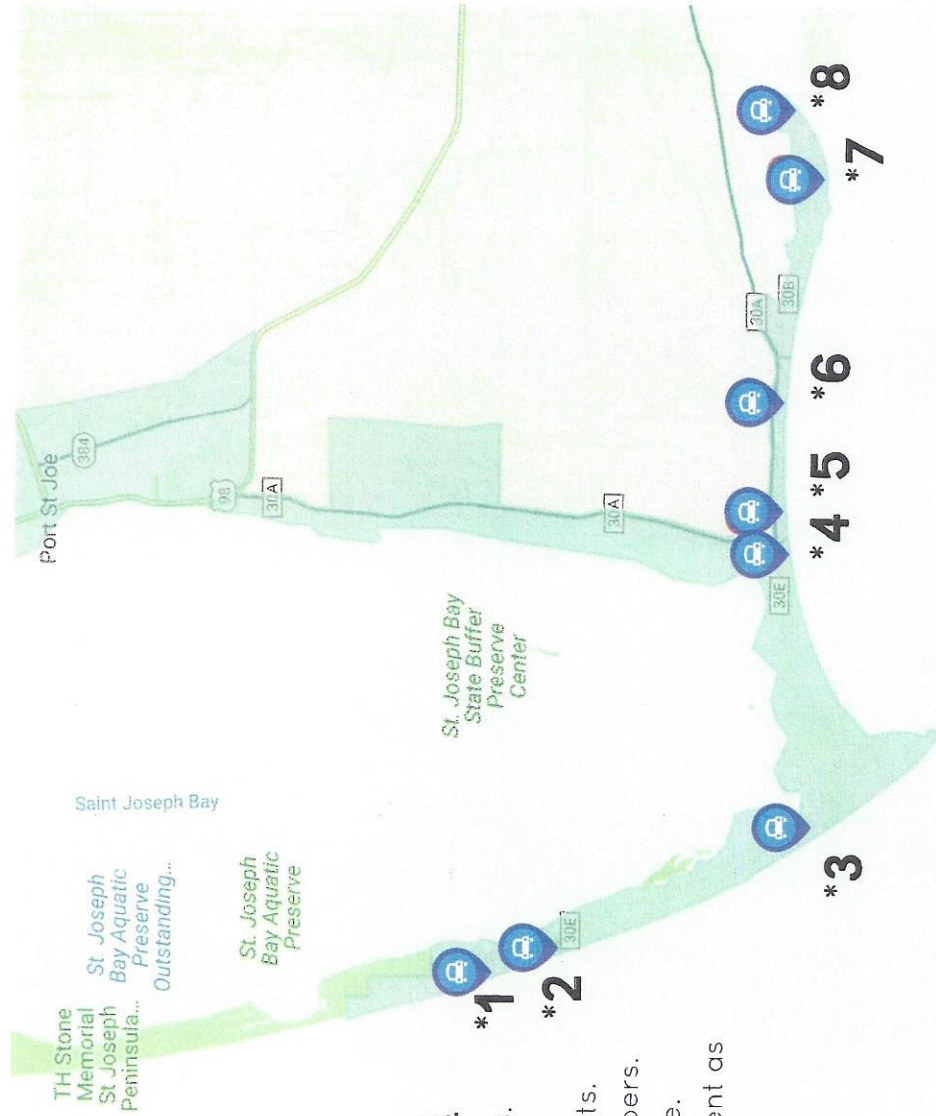 Port St Joe
384
98
30A
30A
30A
30B
30E
30E
Saint Joseph Bay
St Joseph
Bay Aquatic
Preserve
Outstanding...
St. Joseph
Bay Aquatic
Preserve
TH Stone
Memorial
St Joseph
Peninsula...
St. Joseph Bay
State Buffer
Preserve
Center
*1
*2
*3
*4
*5
*6
*7
*8
ent as